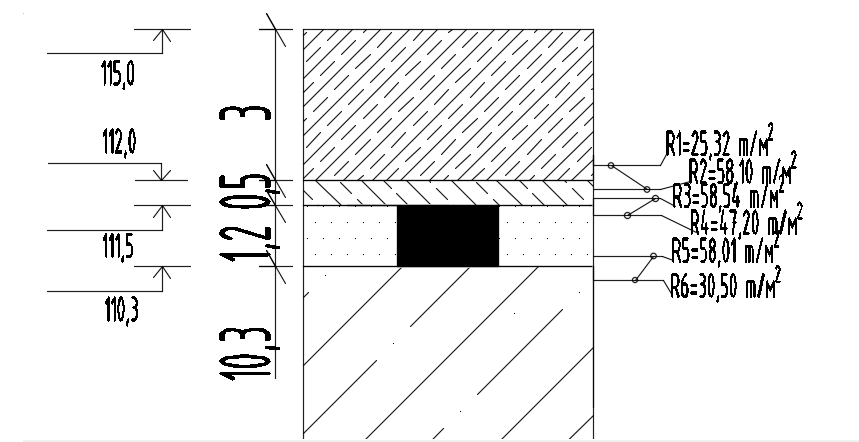 115,0
112,0
111,5
110,3
3
0,5
1,2
10,3
R1=25,32 m/м²
R2=58,10 m/м²
R3=58,54 m/м²
R4=47,20 m/м²
R5=58,01 m/м²
R6=30,50 m/м²